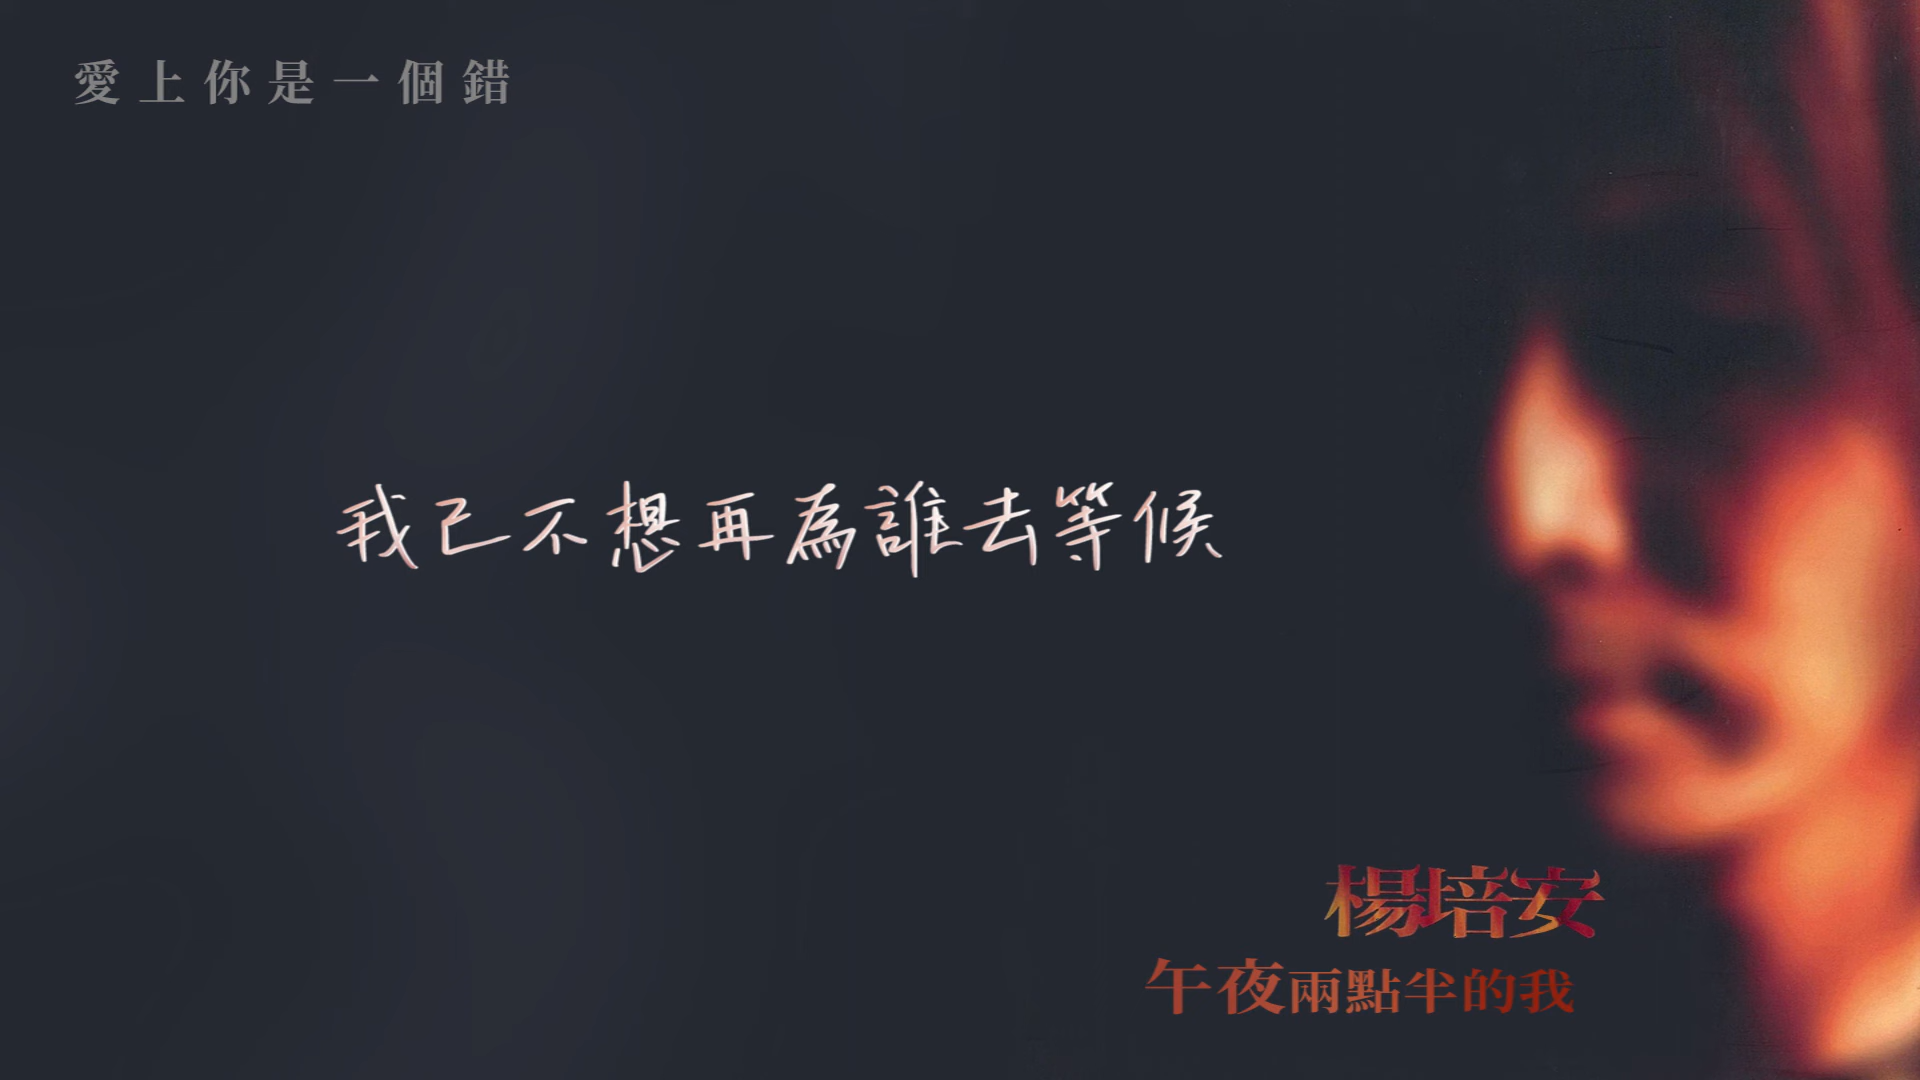 愛上你是一個錯
我已不想再為誰去等候
楊培安
午夜兩點半的我